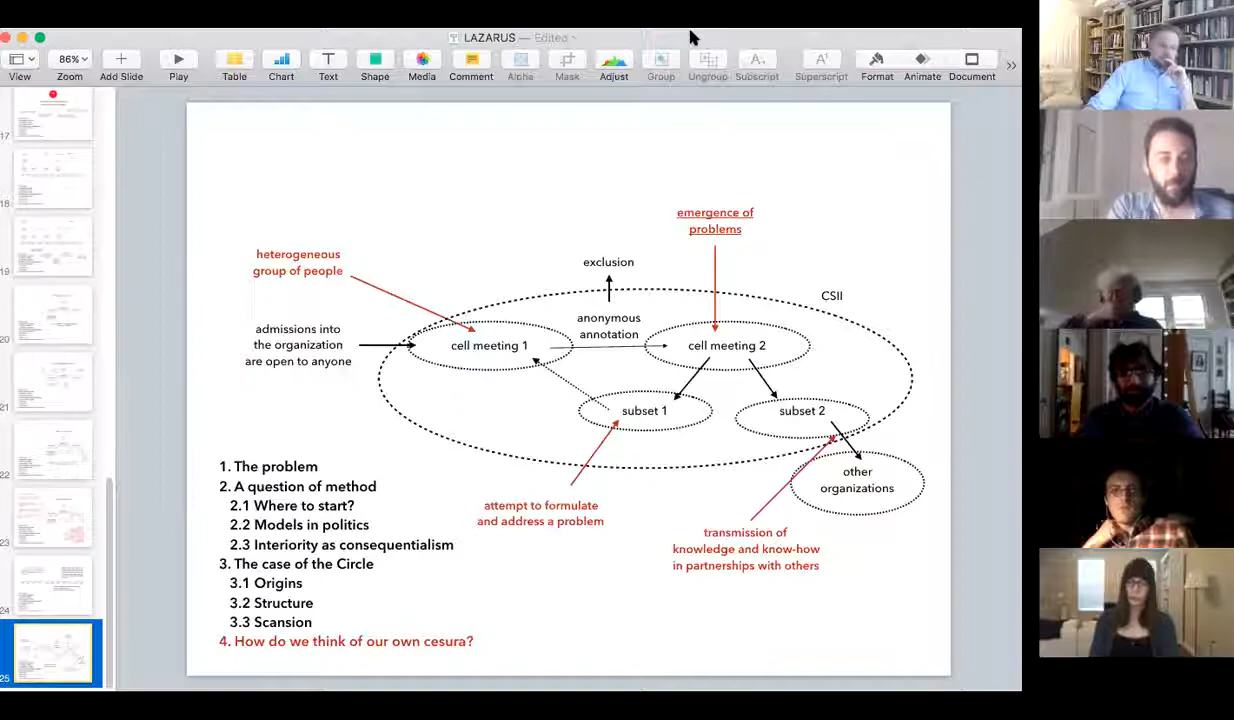 LAZARUS — Edited
86%
View
Zoom
Add Slide
Play
Table
Chart
Text
Shape
Media
Comment
Alpha
Mask
Adjust
Group
Ungroup
Subscript
Superscript
Format
Animate
Document
17
18
19
20
21
22
23
24
25
emergence of
problems
heterogeneous
group of people
exclusion
CSII
anonymous
annotation
admissions into
the organization
are open to anyone
cell meeting 1
cell meeting 2
subset 1
subset 2
other
organizations
attempt to formulate
and address a problem
transmission of
knowledge and know-how
in partnerships with others
1. The problem
2. A question of method
2.1 Where to start?
2.2 Models in politics
2.3 Interiority as consequentialism
3. The case of the Circle
3.1 Origins
3.2 Structure
3.3 Scansion
4. How do we think of our own cesura?